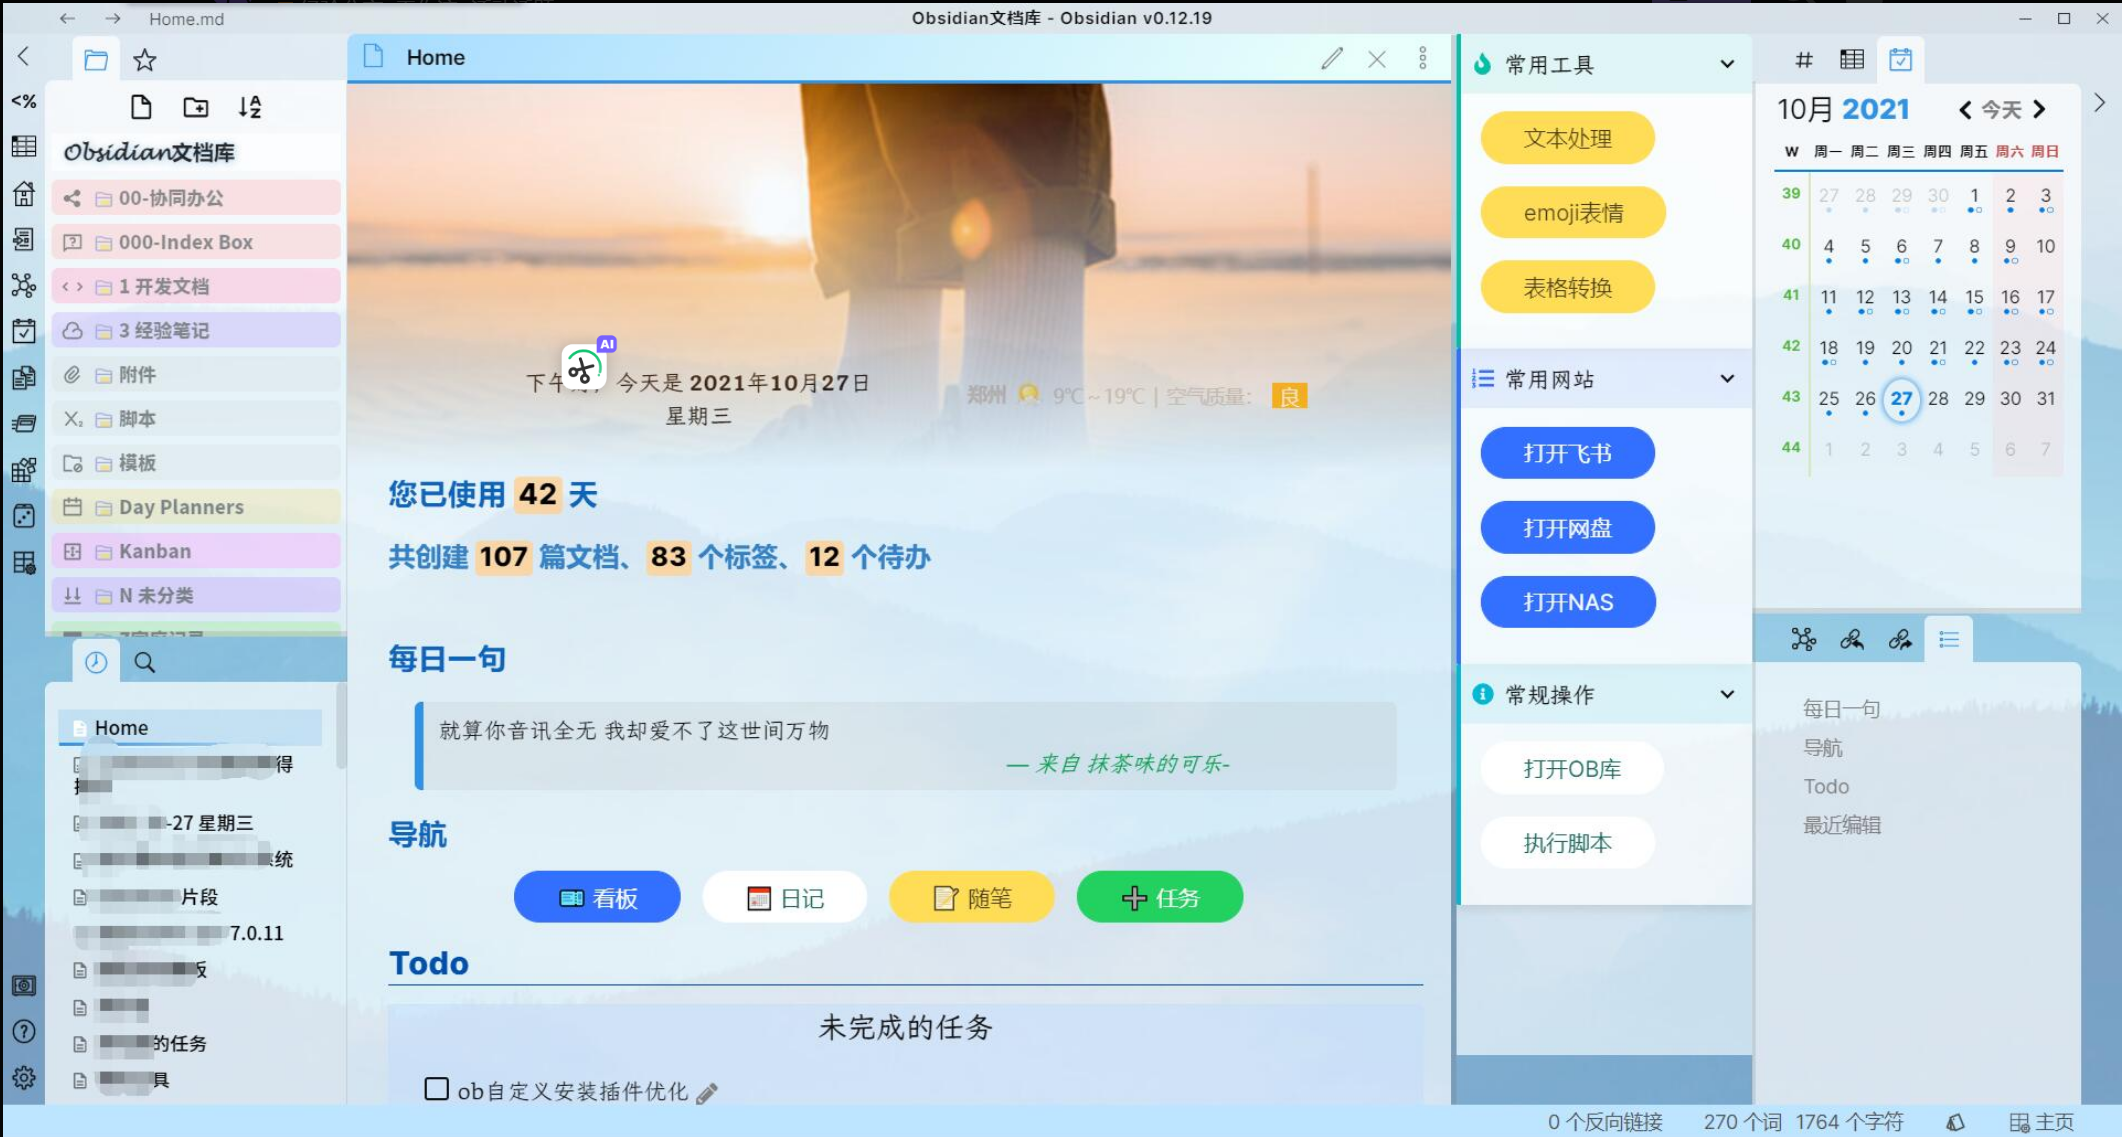 Home.md
Obsidian文档库 - Obsidian v0.12.19
<%
Obsidian文档库
00-协同办公
000-Index Box
1 开发文档
3 经验笔记
附件
脚本
模板
Day Planners
Kanban
N 未分类
Home
得
-27 星期三
系统
片段
7.0.11
板
的任务
具
Home
AI
下午 今天是 2021年10月27日
星期三
郑州 9℃~19℃ | 空气质量: 良
您已使用 42 天
共创建 107 篇文档、 83 个标签、 12 个待办
每日一句
就算你音讯全无 我却爱不了这世间万物
— 来自 抹茶味的可乐-
导航
看板 日记 随笔 任务
Todo
未完成的任务
ob自定义安装插件优化
常用工具
文本处理
emoji表情
表格转换
常用网站
打开飞书
打开网盘
打开NAS
常规操作
打开OB库
执行脚本
10月 2021 今天
W 周一 周二 周三 周四 周五 周六 周日
39 27 28 29 30 1 2 3
40 4 5 6 7 8 9 10
41 11 12 13 14 15 16 17
42 18 19 20 21 22 23 24
43 25 26 27 28 29 30 31
44 1 2 3 4 5 6 7
每日一句
导航
Todo
最近编辑
0 个反向链接 270 个词 1764 个字符 主页